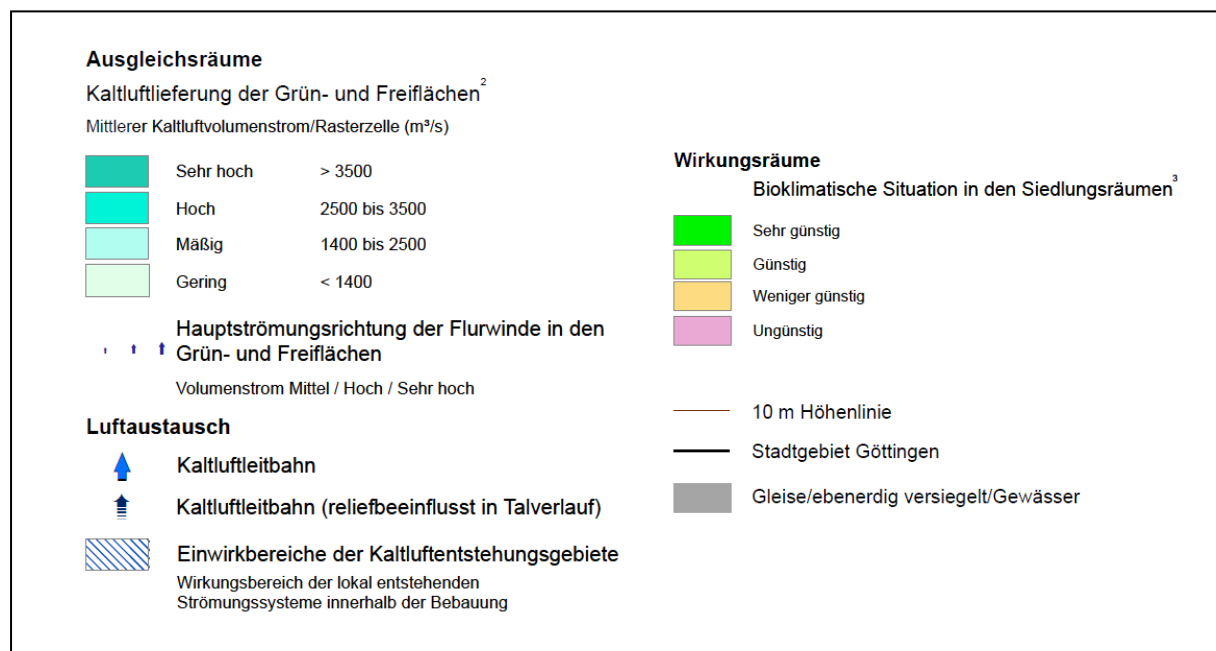 Ausgleichsräume
Kaltluftlieferung der Grün- und Freiflächen²
Mittlerer Kaltluftvolumenstrom/Rasterzelle (m³/s)
Sehr hoch > 3500
Hoch 2500 bis 3500
Mäßig 1400 bis 2500
Gering < 1400
Hauptströmungsrichtung der Flurwinde in den
Grün- und Freiflächen
Volumenstrom Mittel / Hoch / Sehr hoch
Luftaustausch
Kaltluftleitbahn
Kaltluftleitbahn (reliefbeeinflusst in Talverlauf)
Einwirkbereiche der Kaltluftentstehungsgebiete
Wirkungsbereich der lokal entstehenden
Strömungssysteme innerhalb der Bebauung
Wirkungsräume
Bioklimatische Situation in den Siedlungsräumen³
Sehr günstig
Günstig
Weniger günstig
Ungünstig
10 m Höhenlinie
Stadtgebiet Göttingen
Gleise/ebenerdig versiegelt/Gewässer